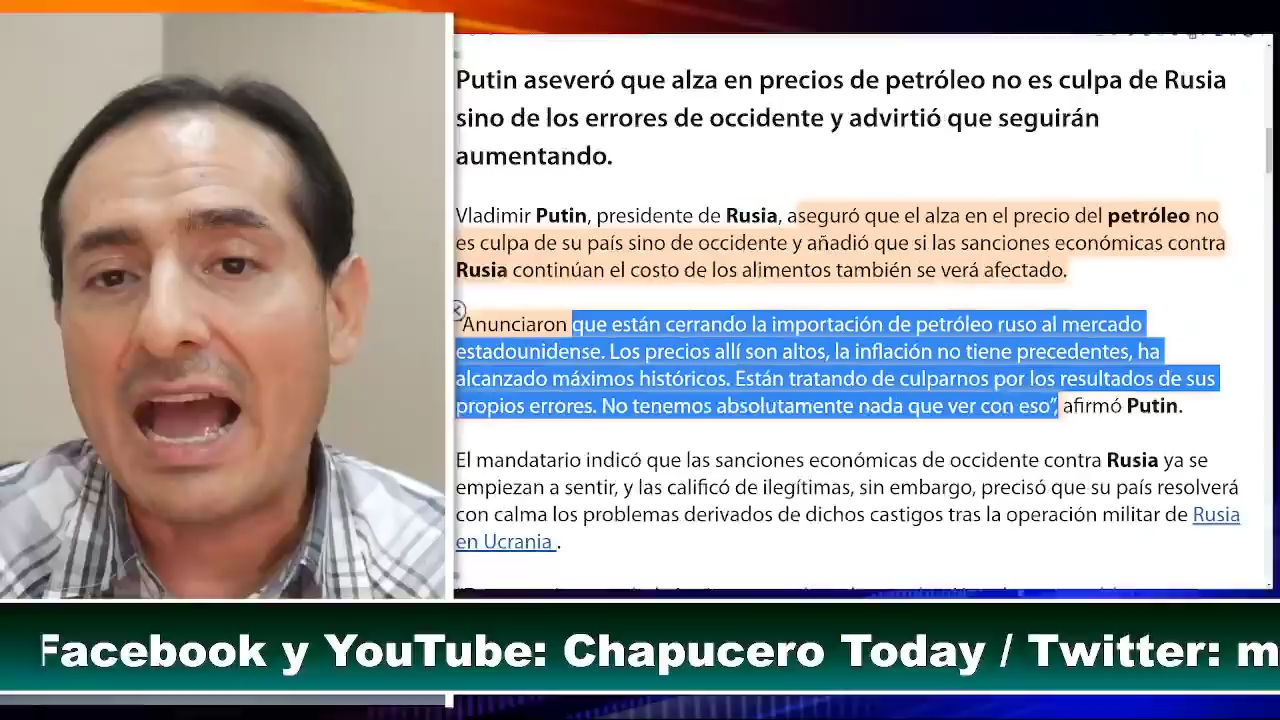 Putin aseveró que alza en precios de petróleo no es culpa de Rusia
sino de los errores de occidente y advirtió que seguirán
aumentando.
Vladimir Putin, presidente de Rusia, aseguró que el alza en el precio del petróleo no
es culpa de su país sino de occidente y añadió que si las sanciones económicas contra
Rusia continúan el costo de los alimentos también se verá afectado.
"Anunciaron que están cerrando la importación de petróleo ruso al mercado
estadounidense. Los precios allí son altos, la inflación no tiene precedentes, ha
alcanzado máximos históricos. Están tratando de culparnos por los resultados de sus
propios errores. No tenemos absolutamente nada que ver con eso”, afirmó Putin.
El mandatario indicó que las sanciones económicas de occidente contra Rusia ya se
empiezan a sentir, y las calificó de ilegítimas, sin embargo, precisó que su país resolverá
con calma los problemas derivados de dichos castigos tras la operación militar de Rusia
en Ucrania .
Facebook y YouTube: Chapucero Today / Twitter: m